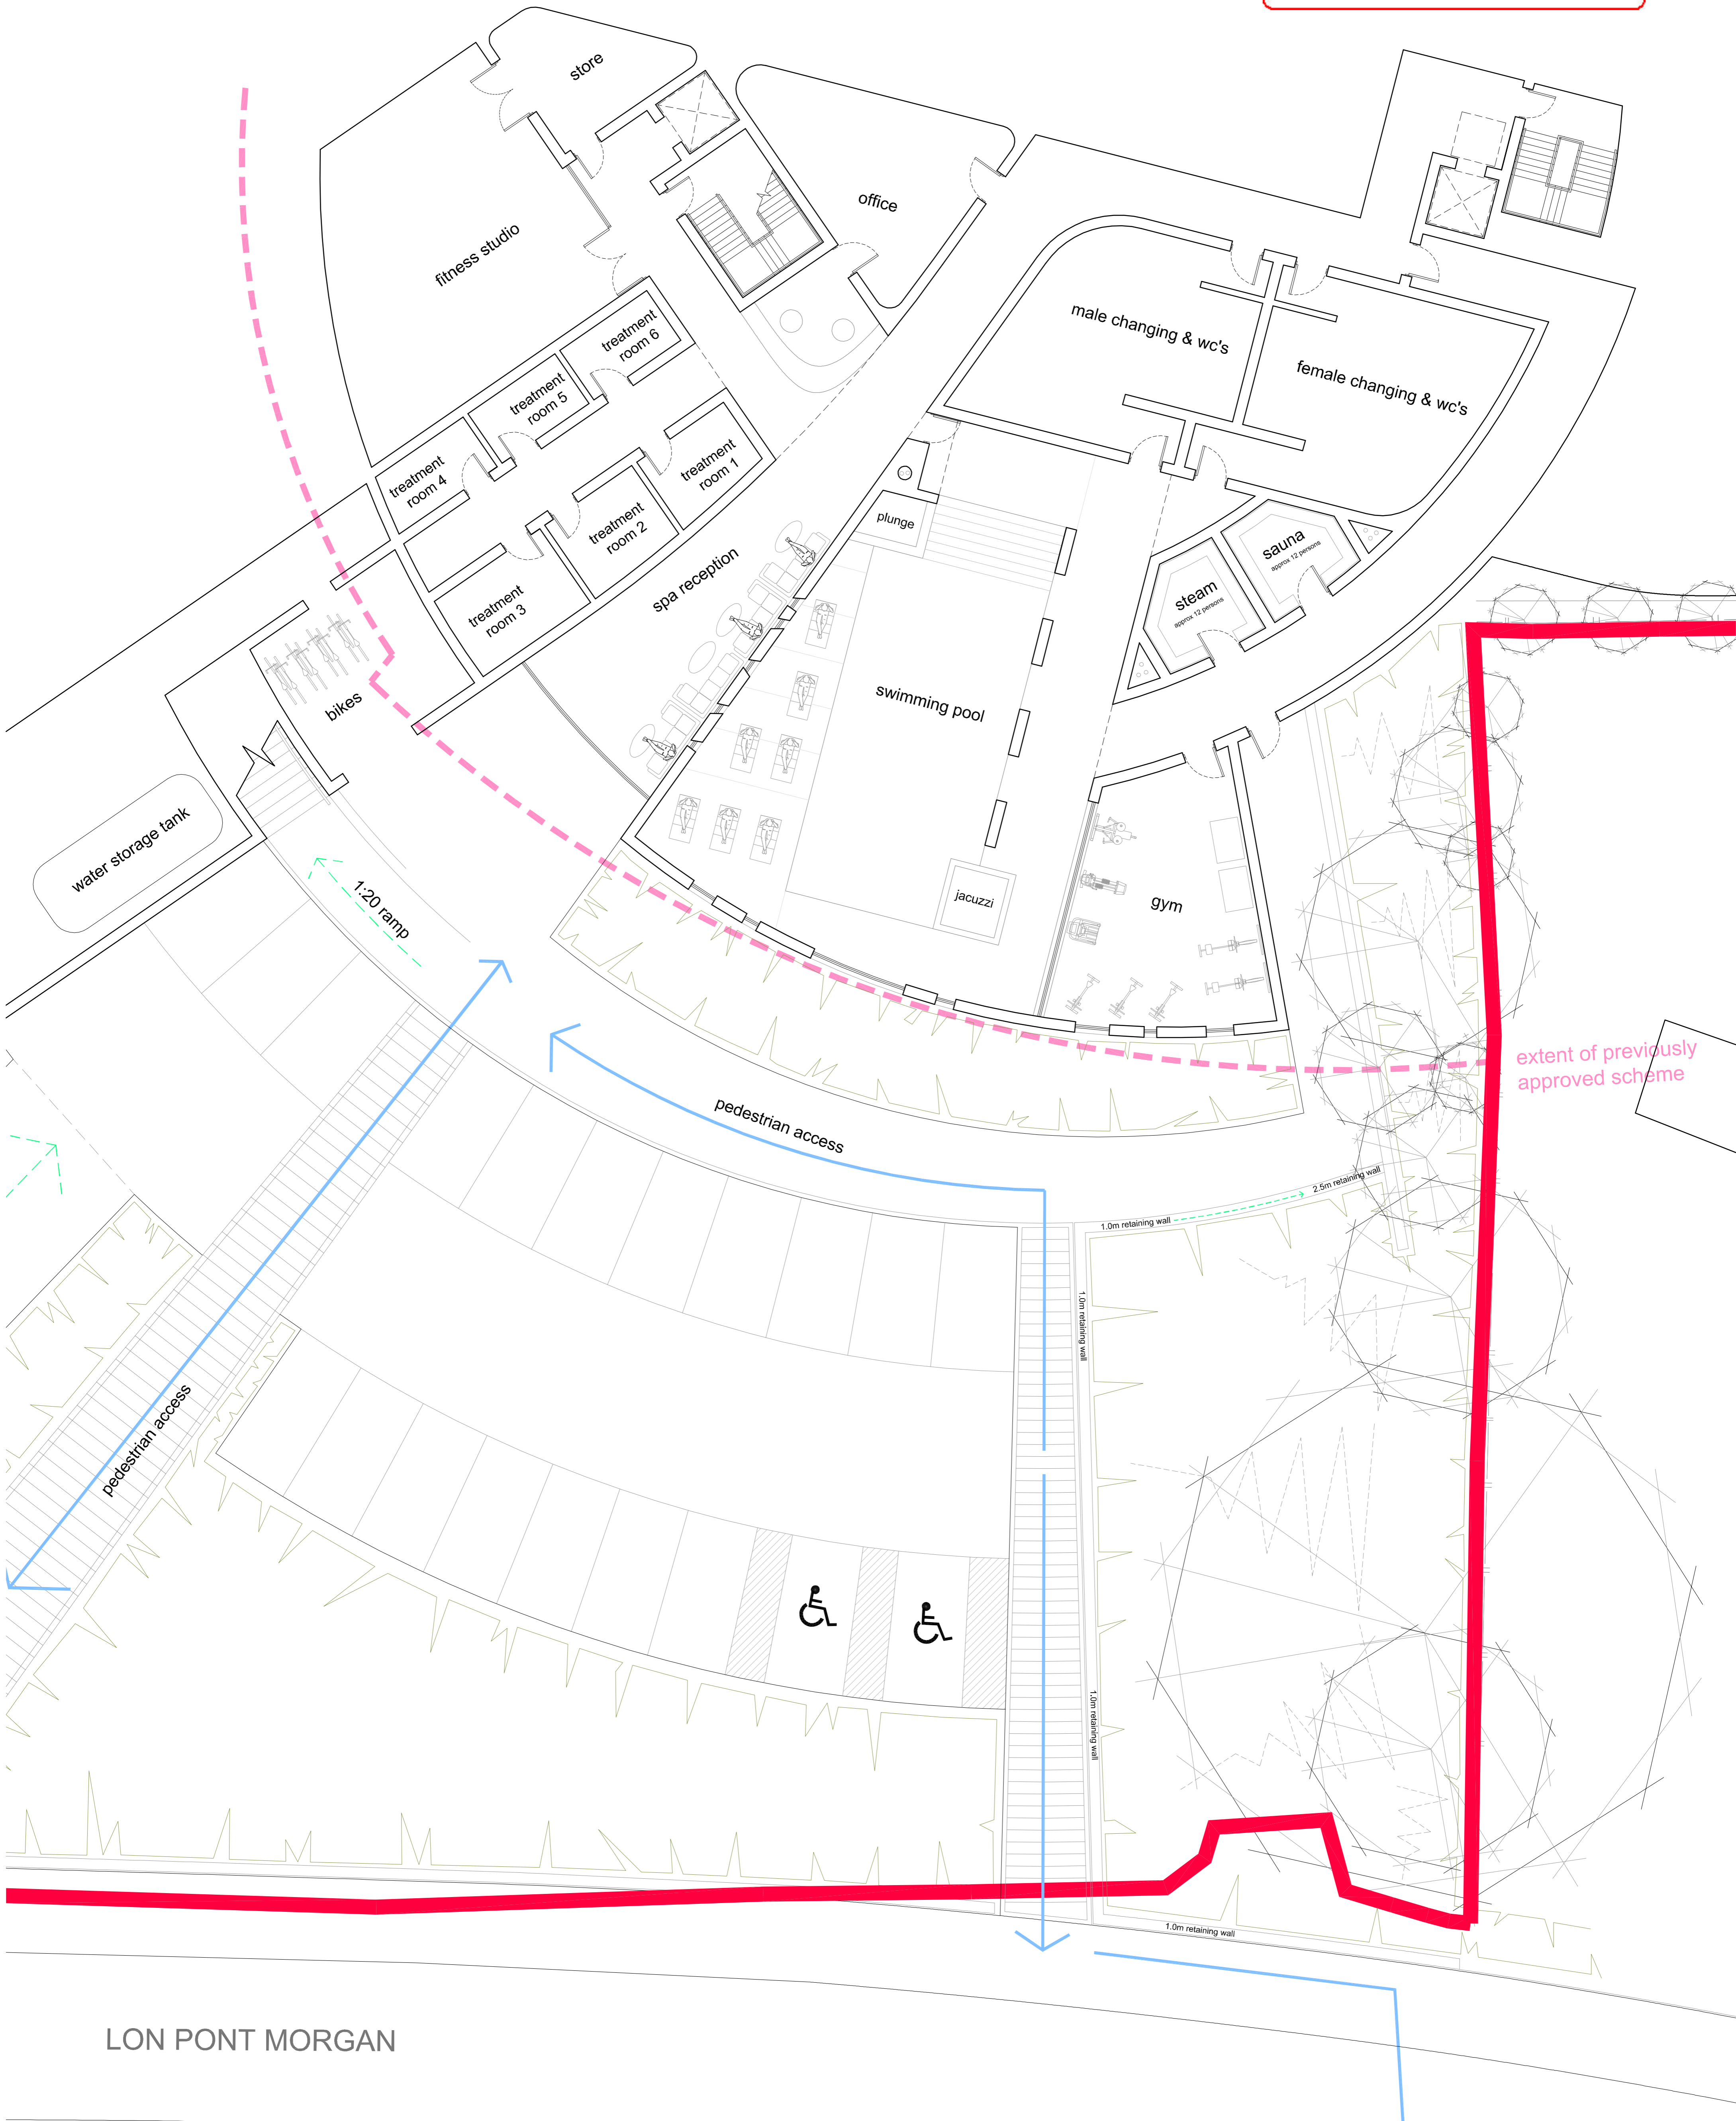 store
office
fitness studio
treatment
room 6
male changing & wc's
treatment
room 5
female changing & wc's
treatment
room 4
treatment
room 1
treatment
room 2
plunge
sauna
approx 12 persons
spa reception
steam
approx 12 persons
treatment
room 3
swimming pool
bikes
water storage tank
1:20 ramp
jacuzzi
gym
extent of previously
approved scheme
pedestrian access
2.5m retaining wall
1.0m retaining wall
1.0m retaining wall
pedestrian access
1.0m retaining wall
1.0m retaining wall
LON PONT MORGAN